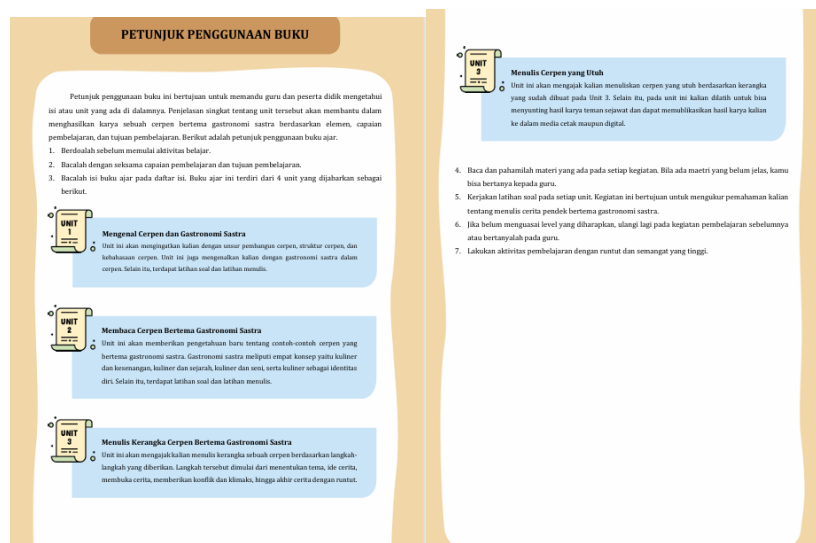 PETUNJUK PENGGUNAAN BUKU
Petunjuk penggunaan buku ini bertujuan untuk memandu guru dan peserta didik mengetahui
isi atau unit yang ada di dalamnya. Penjelasan singkat tentang unit tersebut akan membantu dalam
menghasilkan karya sebuah cerpen bertema gastronomi sastra berdasarkan elemen, capaian
pembelajaran, dan tujuan pembelajaran. Berikut adalah petunjuk penggunaan buku ajar.
1. Berdoalah sebelum memulai aktivitas belajar.
2. Bacalah dengan seksama capaian pembelajaran dan tujuan pembelajaran.
3. Bacalah isi buku ajar pada daftar isi. Buku ajar ini terdiri dari 4 unit yang dijabarkan sebagai
berikut.
UNIT
1
Mengenal Cerpen dan Gastronomi Sastra
Unit ini akan mengingatkan kalian dengan unsur pembangun cerpen, struktur cerpen, dan
kebahasaan cerpen. Unit ini juga mengenalkan kalian dengan gastronomi sastra dalam
cerpen. Selain itu, terdapat latihan soal dan latihan menulis.
UNIT
2
Membaca Cerpen Bertema Gastronomi Sastra
Unit ini akan memberikan pengetahuan baru tentang contoh-contoh cerpen yang
bertema gastronomi sastra. Gastronomi sastra meliputi empat konsep yaitu kuliner
dan kesenangan, kuliner dan sejarah, kuliner dan seni, serta kuliner sebagai identitas
diri. Selain itu, terdapat latihan soal dan latihan menulis.
UNIT
3
Menulis Kerangka Cerpen Bertema Gastronomi Sastra
Unit ini akan mengajak kalian menulis kerangka sebuah cerpen berdasarkan langkah-
langkah yang diberikan. Langkah tersebut dimulai dari menentukan tema, ide cerita,
membuka cerita, memberikan konflik dan klimaks, hingga akhir cerita dengan runtut.
UNIT
3
Menulis Cerpen yang Utuh
Unit ini akan mengajak kalian menuliskan cerpen yang utuh berdasarkan kerangka
yang sudah dibuat pada Unit 3. Selain itu, pada unit ini kalian dilatih untuk bisa
menyunting hasil karya teman sejawat dan dapat memublikasikan hasil karya kalian
ke dalam media cetak maupun digital.
4. Baca dan pahamilah materi yang ada pada setiap kegiatan. Bila ada maetri yang belum jelas, kamu
bisa bertanya kepada guru.
5. Kerjakan latihan soal pada setiap unit. Kegiatan ini bertujuan untuk mengukur pemahaman kalian
tentang menulis cerita pendek bertema gastronomi sastra.
6. Jika belum menguasai level yang diharapkan, ulangi lagi pada kegiatan pembelajaran sebelumnya
atau bertanyalah pada guru.
7. Lakukan aktivitas pembelajaran dengan runtut dan semangat yang tinggi.